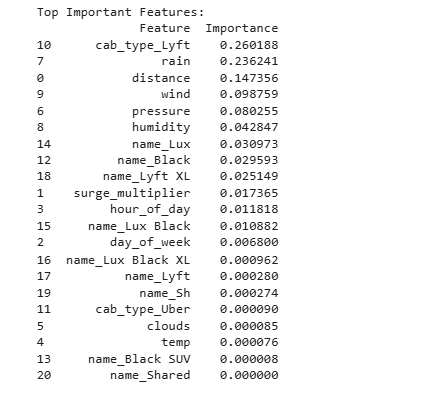 Top Important Features:
Feature Importance
10 cab_type_Lyft 0.260188
7 rain 0.236241
0 distance 0.147356
9 wind 0.098759
6 pressure 0.080255
8 humidity 0.042847
14 name_Lux 0.030973
12 name_Black 0.029593
18 name_Lyft XL 0.025149
1 surge_multiplier 0.017365
3 hour_of_day 0.011818
15 name_Lux Black 0.010882
2 day_of_week 0.006800
16 name_Lux Black XL 0.000962
17 name_Lyft 0.000280
19 name_Sh 0.000274
11 cab_type_Uber 0.000090
5 clouds 0.000085
4 temp 0.000076
13 name_Black SUV 0.000008
20 name_Shared 0.000000